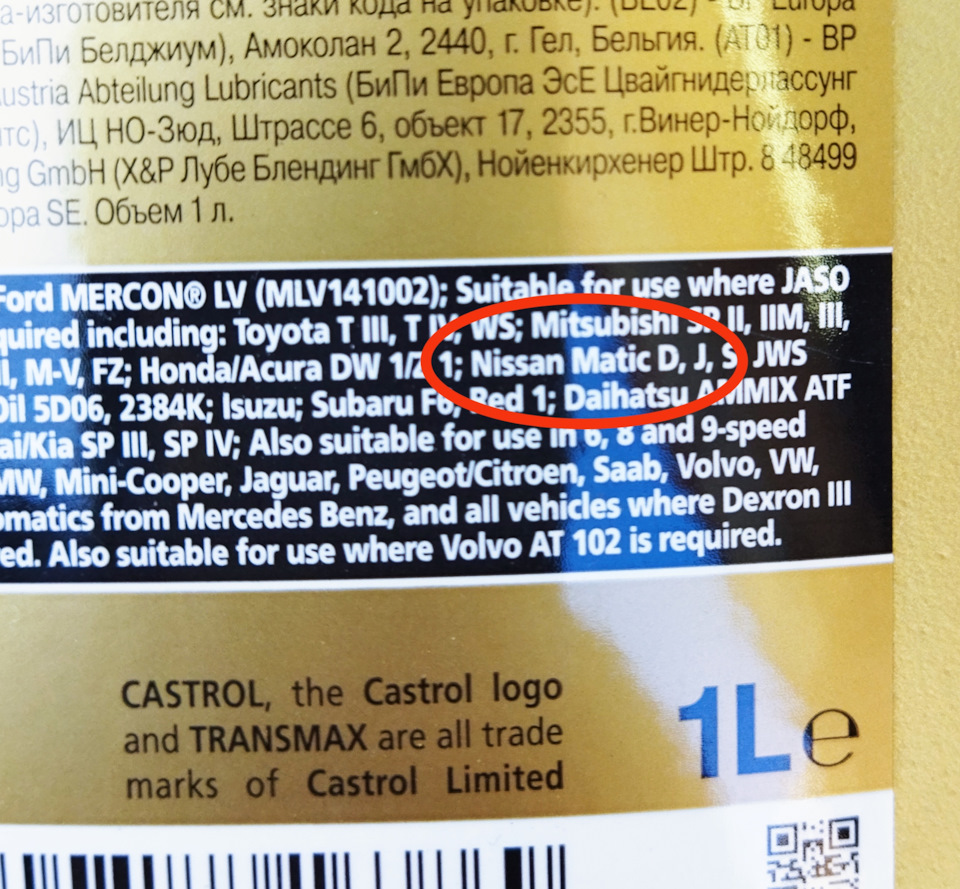 а-изготовителя см. знаки кода на упаковке). (BE02) - BP Europa
БиПи Белджиум), Амоколан 2, 2440, г. Гел, Бельгия. (AT01) - BP
ustria Abteilung Lubricants (БиПи Европа ЭсЕ Цвайгнидерлассунг
нтс), ИЦ НО-Зюд, Штрассе 6, объект 17, 2355, г.Винер-Нойдорф,
ng GmbH (Х&Р Лубе Блендинг ГмбХ), Нойенкирхенер Штр. 8 48499
opa SE. Объем 1 л.
Ford MERCON® LV (MLV141002); Suitable for use where JASO
quired including: Toyota T III, T IV, WS; Mitsubishi SP II, IIM, III,
I, M-V, FZ; Honda/Acura DW 1/Z 1; Nissan Matic D, J, S JWS
Oil 5D06, 2384K; Isuzu; Subaru F6, Red 1; Daihatsu AMMIX ATF
ai/Kia SP III, SP IV; Also suitable for use in 6, 8 and 9-speed
MW, Mini-Cooper, Jaguar, Peugeot/Citroen, Saab, Volvo, VW,
omatics from Mercedes Benz, and all vehicles where Dexron III
ed. Also suitable for use where Volvo AT 102 is required.
CASTROL, the Castrol logo
and TRANSMAX are all trade
marks of Castrol Limited
1L e